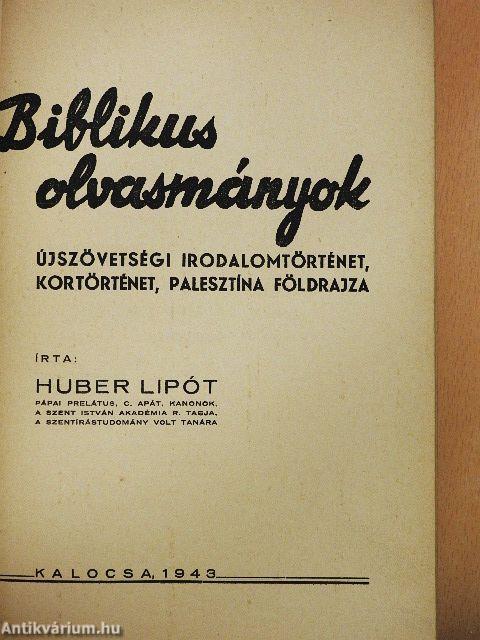 Biblikus
olvasmányok
ÚJSZÖVETSÉGI IRODALOMTÖRTÉNET,
KORTÖRTÉNET, PALESZTÍNA FÖLDRAJZA
ÍRTA:
HUBER LIPÓT
PÁPAI PRELÁTUS, C. APÁT, KANONOK,
A SZENT ISTVÁN AKADÉMIA R. TAGJA,
A SZENTÍRÁSTUDOMÁNY VOLT TANÁRA
KALOCSA, 1943
Antikvárium.hu